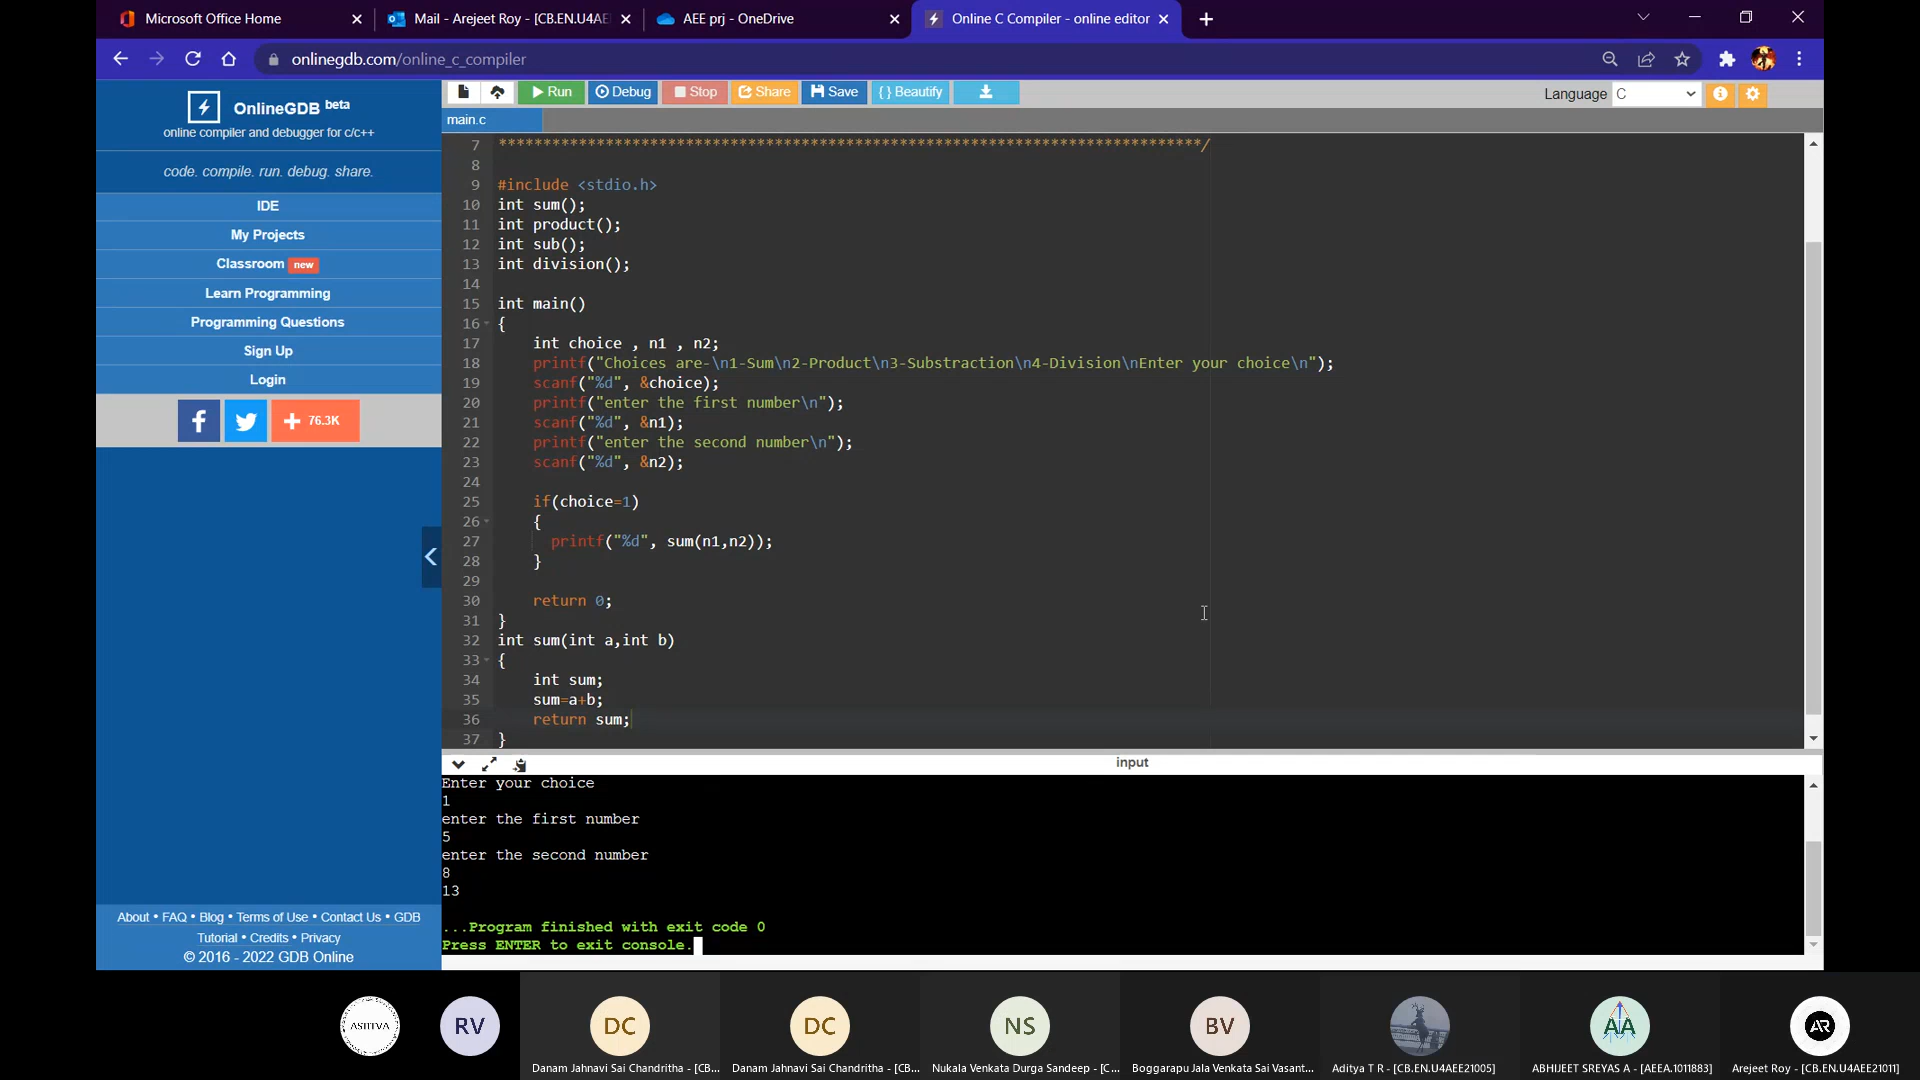 Microsoft Office Home
Mail - Arejeet Roy - [CB.EN.U4AE
AEE prj - OneDrive
Online C Compiler - online editor
onlinegdb.com/online_c_compiler
OnlineGDB beta
online compiler and debugger for c/c++
code. compile. run. debug. share.
IDE
My Projects
Classroom new
Learn Programming
Programming Questions
Sign Up
Login
76.3K
About • FAQ • Blog • Terms of Use • Contact Us • GDB
Tutorial • Credits • Privacy
© 2016 - 2022 GDB Online
Run
Debug
Stop
Share
Save
{ } Beautify
Language C
main.c
7 *******************************************************************************/
8
9 #include <stdio.h>
10 int sum();
11 int product();
12 int sub();
13 int division();
14
15 int main()
16 {
17 int choice , n1 , n2;
18 printf("Choices are-\n1-Sum\n2-Product\n3-Substraction\n4-Division\nEnter your choice\n");
19 scanf("%d", &choice);
20 printf("enter the first number\n");
21 scanf("%d", &n1);
22 printf("enter the second number\n");
23 scanf("%d", &n2);
24
25 if(choice=1)
26 {
27 printf("%d", sum(n1,n2));
28 }
29
30 return 0;
31 }
32 int sum(int a,int b)
33 {
34 int sum;
35 sum=a+b;
36 return sum;
37 }
input
Enter your choice
1
enter the first number
5
enter the second number
8
13
...Program finished with exit code 0
Press ENTER to exit console.
ASIITVA
RV
DC
DC
NS
BV
AA
AR
Danam Jahnavi Sai Chandritha - [CB...
Danam Jahnavi Sai Chandritha - [CB...
Nukala Venkata Durga Sandeep - [C...
Boggarapu Jala Venkata Sai Vasant...
Aditya T R - [CB.EN.U4AEE21005]
ABHIJEET SREYAS A - [AEEA.1011883]
Arejeet Roy - [CB.EN.U4AEE21011]